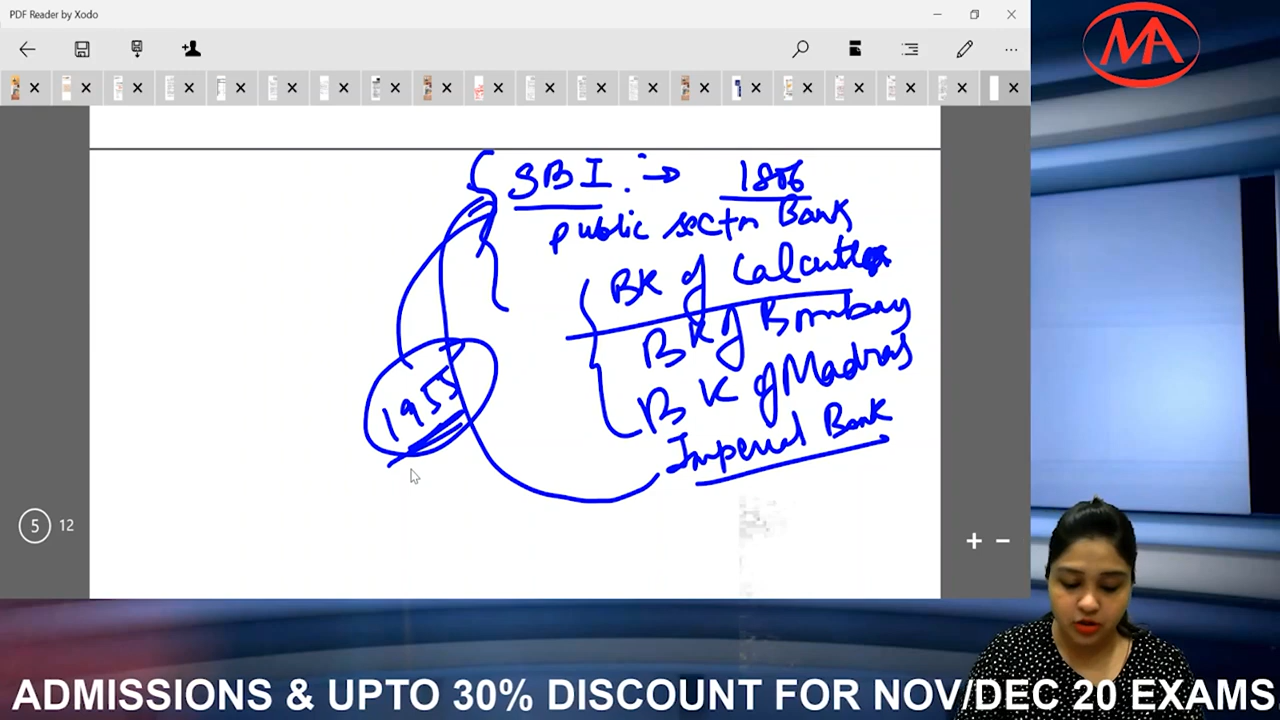 PDF Reader by Xodo
MA
SBI. → 1806
public sector Bank
BK of Calcutta
BK of Bombay
BK of Madras
Imperial Bank
1955
5 12
ADMISSIONS & UPTO 30% DISCOUNT FOR NOV/DEC 20 EXAMS.